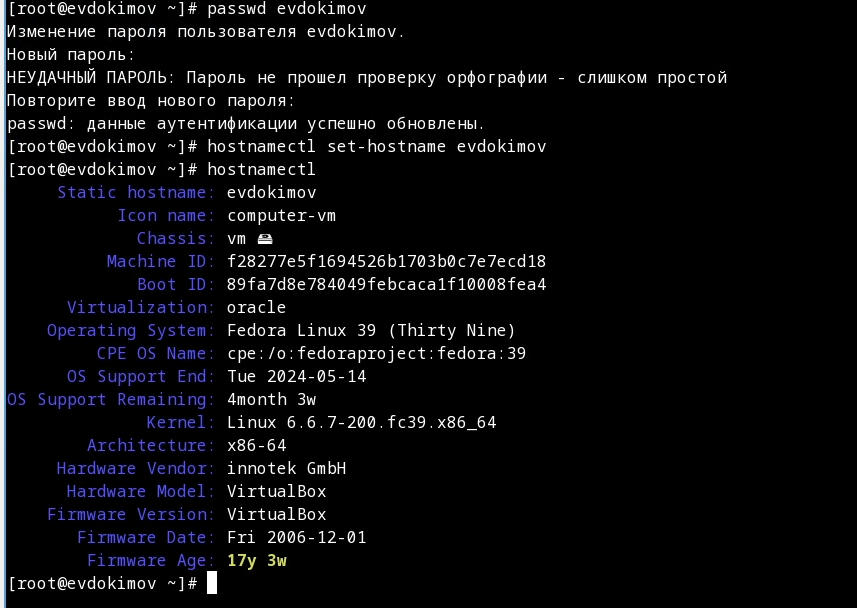 [root@evdokimov ~]# passwd evdokimov
Изменение пароля пользователя evdokimov.
Новый пароль:
НЕУДАЧНЫЙ ПАРОЛЬ: Пароль не прошел проверку орфографии - слишком простой
Повторите ввод нового пароля:
passwd: данные аутентификации успешно обновлены.
[root@evdokimov ~]# hostnamectl set-hostname evdokimov
[root@evdokimov ~]# hostnamectl
Static hostname: evdokimov
Icon name: computer-vm
Chassis: vm 🖴
Machine ID: f28277e5f1694526b1703b0c7e7ecd18
Boot ID: 89fa7d8e784049febcaca1f10008fea4
Virtualization: oracle
Operating System: Fedora Linux 39 (Thirty Nine)
CPE OS Name: cpe:/o:fedoraproject:fedora:39
OS Support End: Tue 2024-05-14
OS Support Remaining: 4month 3w
Kernel: Linux 6.6.7-200.fc39.x86_64
Architecture: x86-64
Hardware Vendor: innotek GmbH
Hardware Model: VirtualBox
Firmware Version: VirtualBox
Firmware Date: Fri 2006-12-01
Firmware Age: 17y 3w
[root@evdokimov ~]#